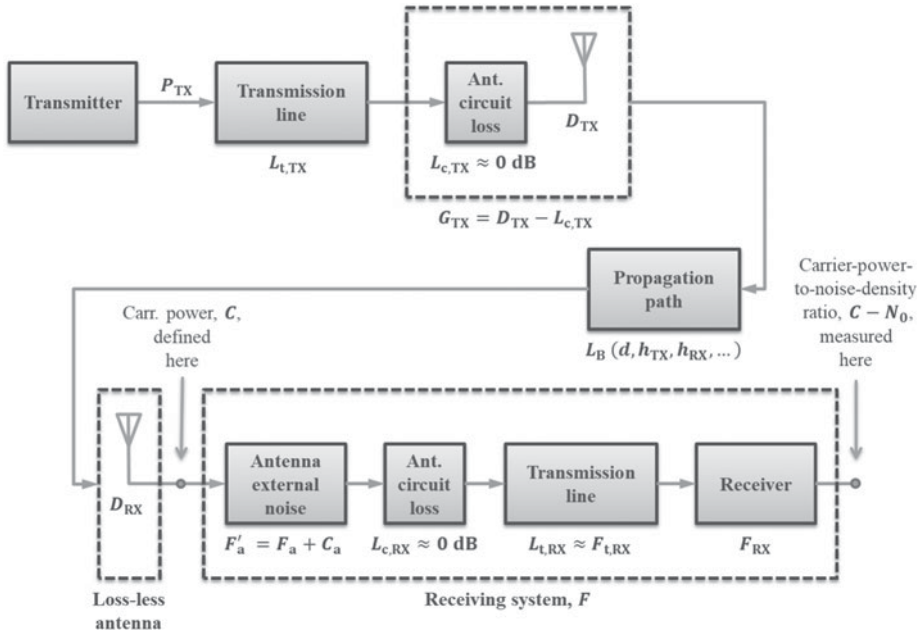 Transmitter
P_TX
Transmission
line
L_t,TX
Ant.
circuit
loss
L_c,TX ≈ 0 dB
D_TX
G_TX = D_TX − L_c,TX
Propagation
path
L_B (d, h_TX, h_RX, …)
Carrier-power-
to-noise-density
ratio, C − N_0,
measured
here
Carr. power, C,
defined
here
D_RX
Loss-less
antenna
Antenna
external
noise
F′_a = F_a + C_a
Ant.
circuit
loss
L_c,RX ≈ 0 dB
Transmission
line
L_t,RX ≈ F_t,RX
Receiver
F_RX
Receiving system, F